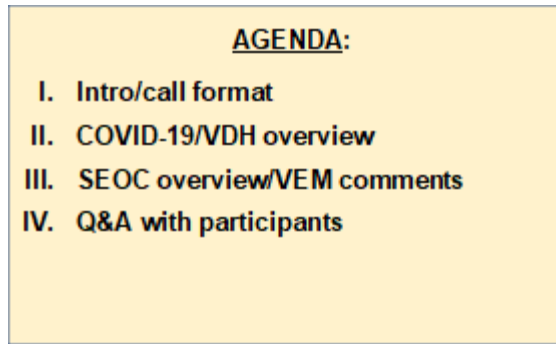 AGENDA:
I. Intro/call format
II. COVID-19/VDH overview
III. SEOC overview/VEM comments
IV. Q&A with participants